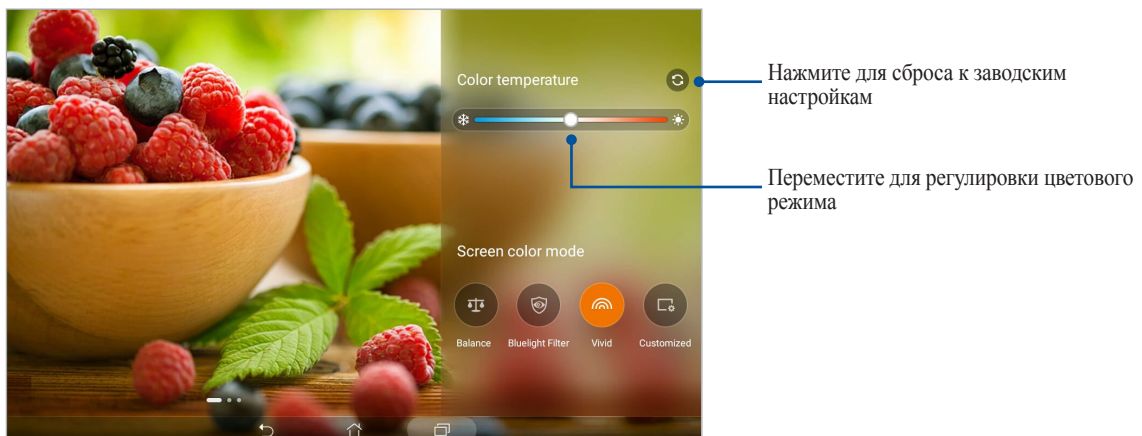 Color temperature
Нажмите для сброса к заводским
настройкам
Переместите для регулировки цветового
режима
Screen color mode
Balance
Bluelight Filter
Vivid
Customized